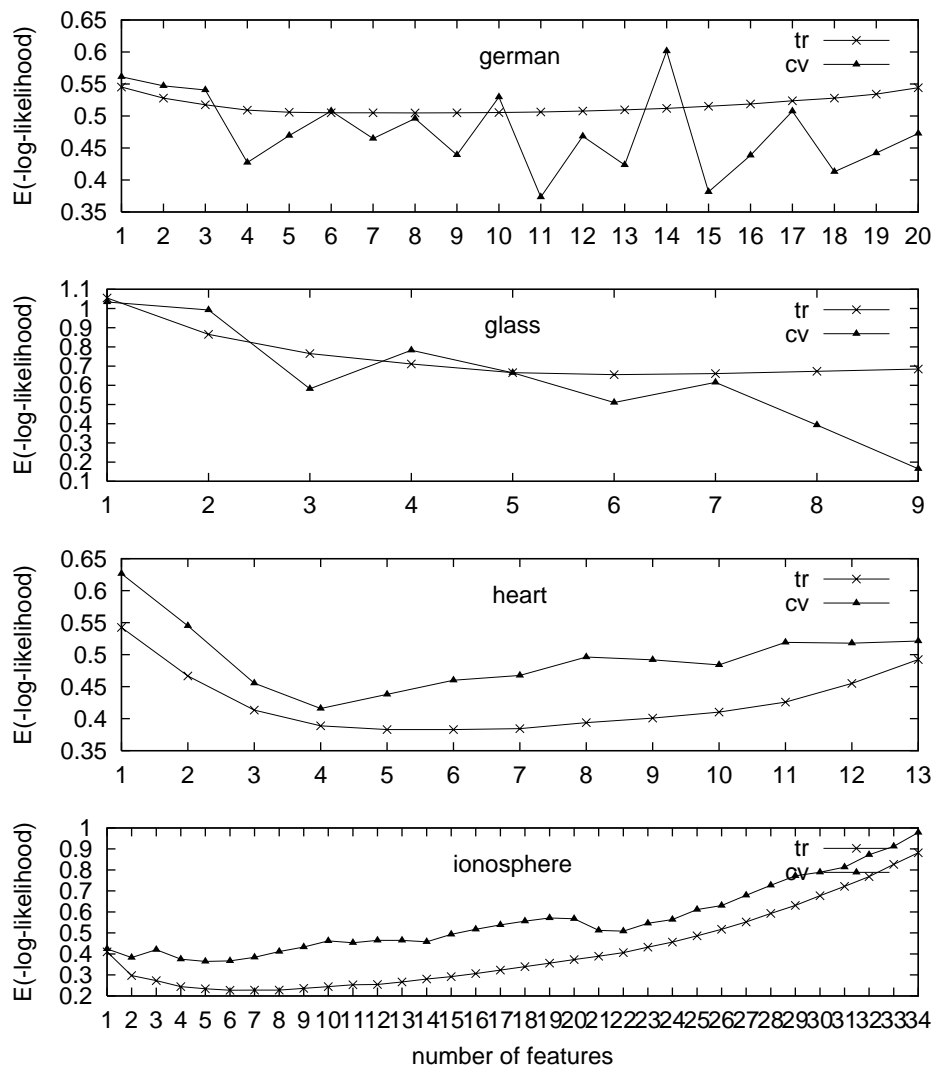 0.65
0.6
0.55
0.5
0.45
0.4
0.35
E(-log-likelihood)
german
tr
cv
1 2 3 4 5 6 7 8 9 10 11 12 13 14 15 16 17 18 19 20
1.1
1
0.9
0.8
0.7
0.6
0.5
0.4
0.3
0.2
0.1
E(-log-likelihood)
glass
tr
cv
1 2 3 4 5 6 7 8 9
0.65
0.6
0.55
0.5
0.45
0.4
0.35
E(-log-likelihood)
heart
tr
cv
1 2 3 4 5 6 7 8 9 10 11 12 13
1
0.9
0.8
0.7
0.6
0.5
0.4
0.3
0.2
E(-log-likelihood)
ionosphere
tr
cv
1 2 3 4 5 6 7 8 9 10 11 12 13 14 15 16 17 18 19 20 21 22 23 24 25 26 27 28 29 30 31 32 33 34
number of features